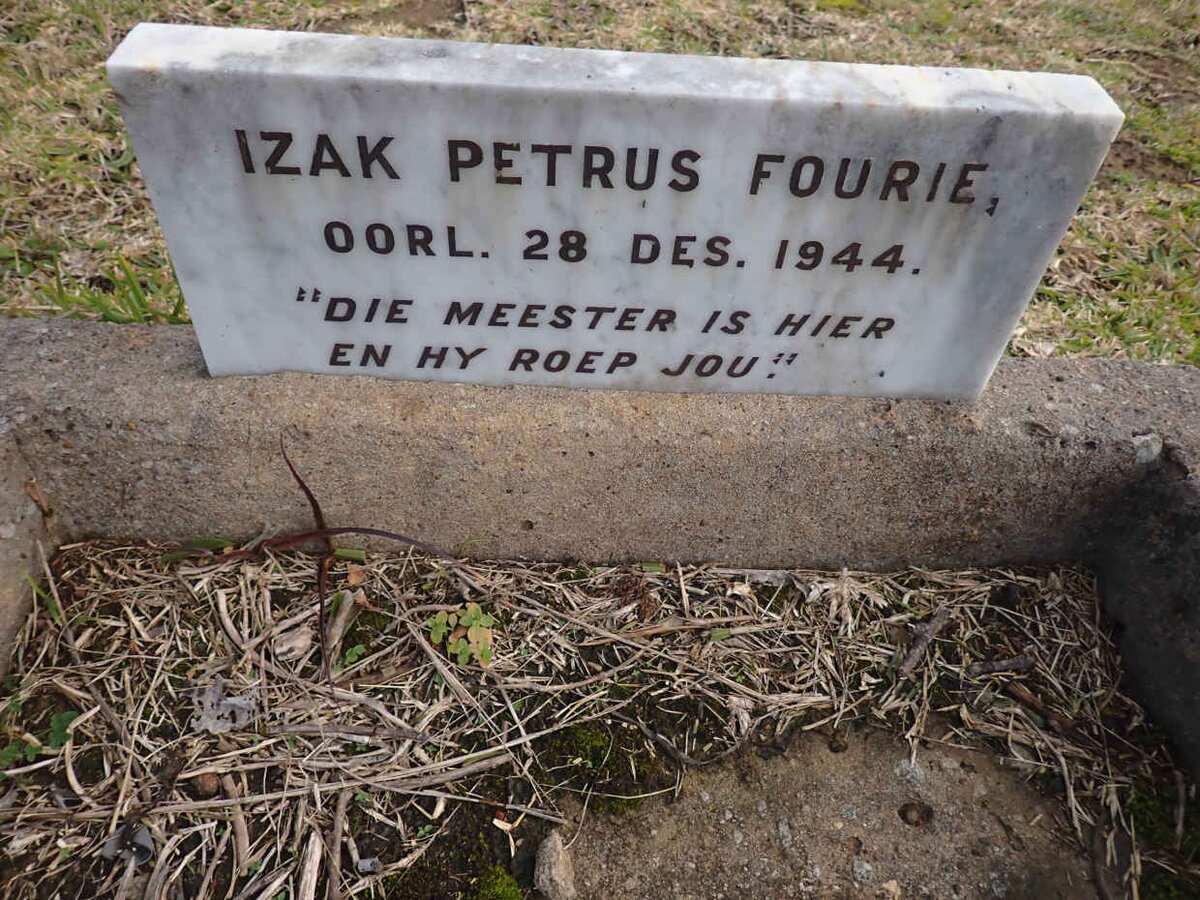 IZAK PETRUS FOURIE,
OORL. 28 DES. 1944.
"DIE MEESTER IS HIER
EN HY ROEP JOU."